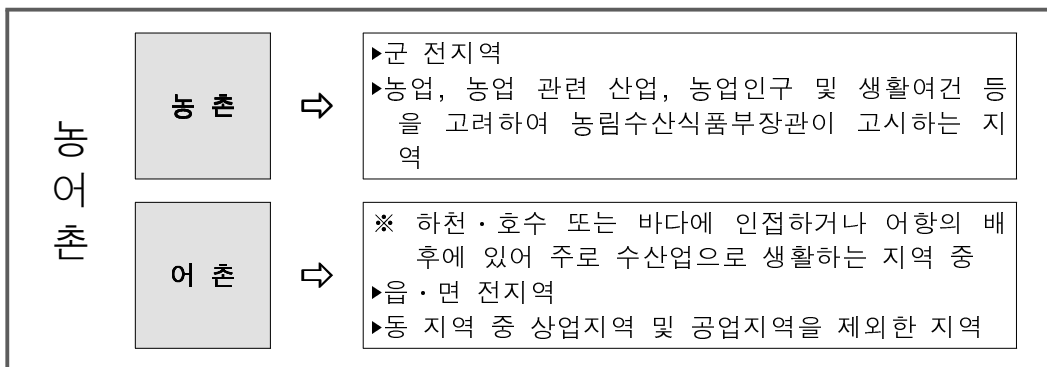 농어촌
농 촌
⇨
▶군 전지역
▶농업, 농업 관련 산업, 농업인구 및 생활여건 등
을 고려하여 농림수산식품부장관이 고시하는 지
역
어 촌
⇨
※ 하천・호수 또는 바다에 인접하거나 어항의 배
후에 있어 주로 수산업으로 생활하는 지역 중
▶읍・면 전지역
▶동 지역 중 상업지역 및 공업지역을 제외한 지역